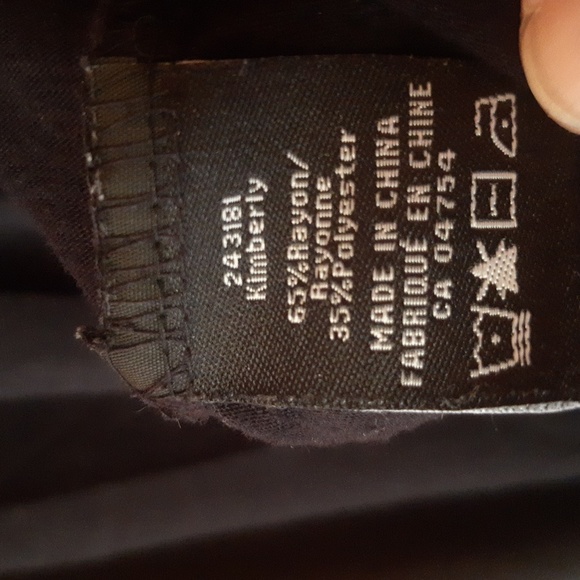 243181
Kimberly
65%Rayon/
Rayonne
35%Polyester
MADE IN CHINA
FABRIQUÉ EN CHINE
CA 04754